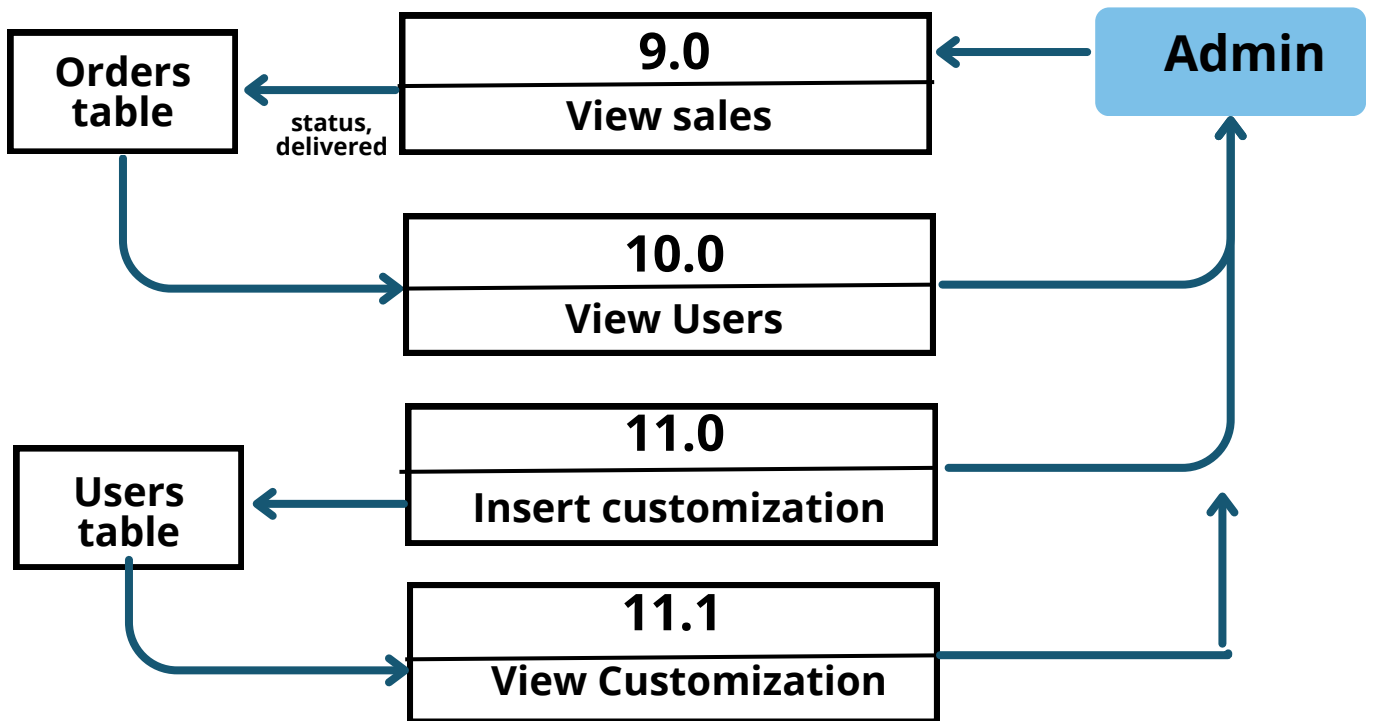 9.0
Admin
Orders
table
View sales
status,
delivered
10.0
View Users
11.0
Users
table
Insert customization
11.1
View Customization